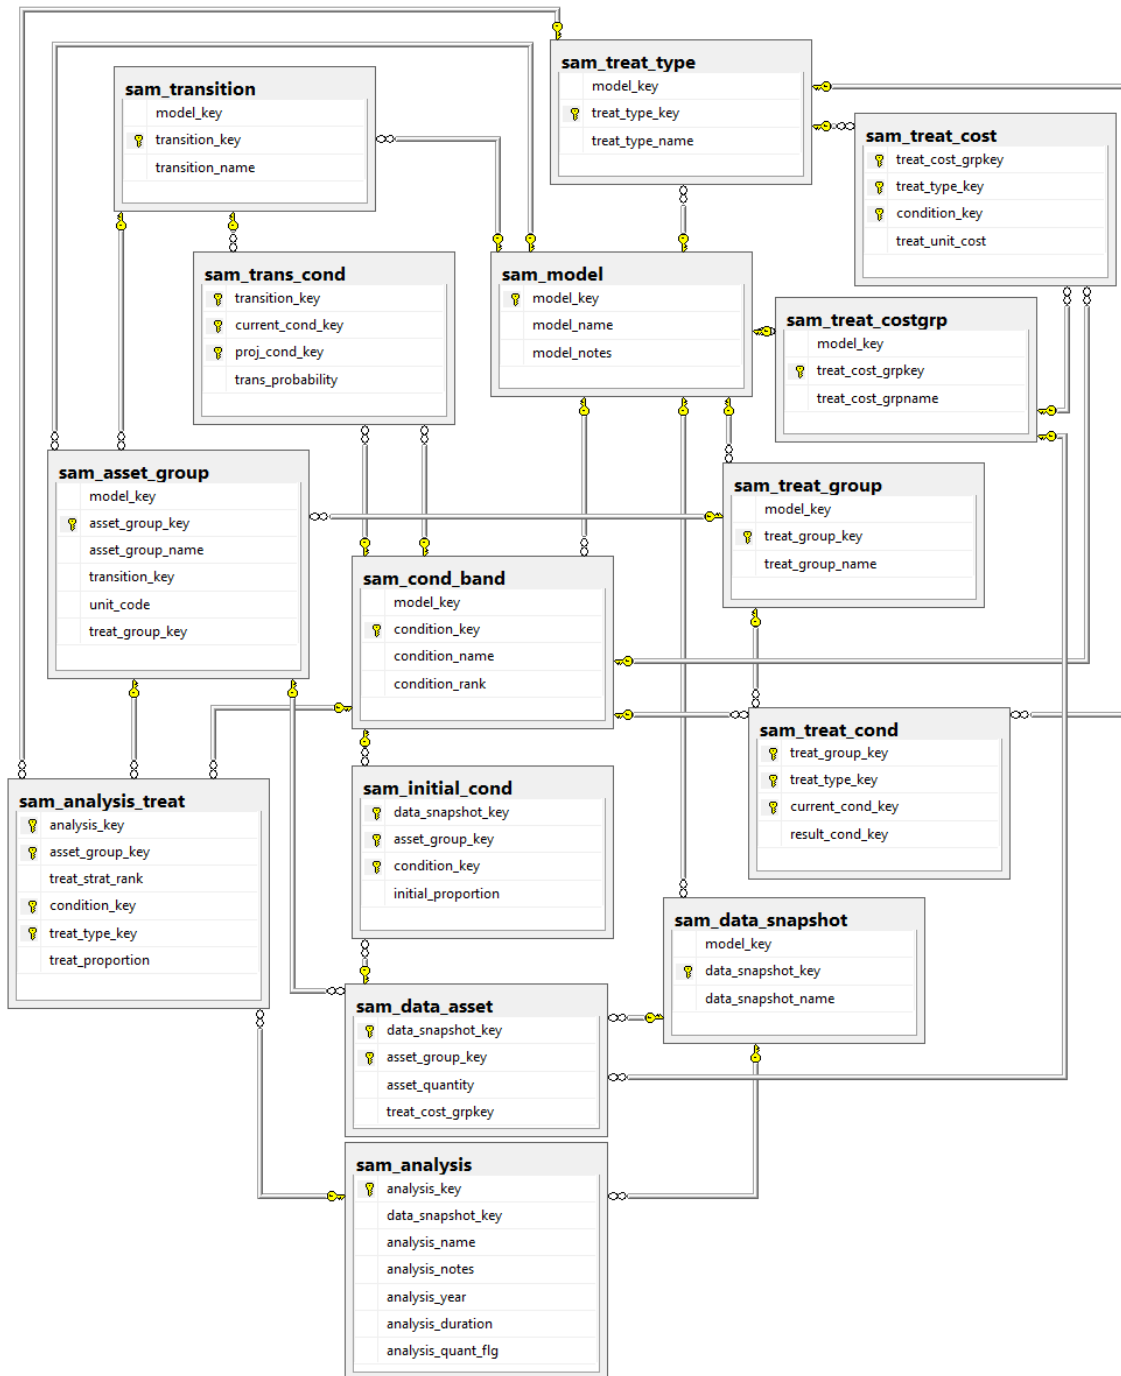 sam_treat_type
model_key
treat_type_key
treat_type_name
sam_transition
model_key
transition_key
transition_name
sam_treat_cost
treat_cost_grpkey
treat_type_key
condition_key
treat_unit_cost
sam_trans_cond
transition_key
current_cond_key
proj_cond_key
trans_probability
sam_model
model_key
model_name
model_notes
sam_treat_costgrp
model_key
treat_cost_grpkey
treat_cost_grpname
sam_asset_group
model_key
asset_group_key
asset_group_name
transition_key
unit_code
treat_group_key
sam_treat_group
model_key
treat_group_key
treat_group_name
sam_cond_band
model_key
condition_key
condition_name
condition_rank
sam_treat_cond
treat_group_key
treat_type_key
current_cond_key
result_cond_key
sam_initial_cond
data_snapshot_key
asset_group_key
condition_key
initial_proportion
sam_analysis_treat
analysis_key
asset_group_key
treat_strat_rank
condition_key
treat_type_key
treat_proportion
sam_data_snapshot
model_key
data_snapshot_key
data_snapshot_name
sam_data_asset
data_snapshot_key
asset_group_key
asset_quantity
treat_cost_grpkey
sam_analysis
analysis_key
data_snapshot_key
analysis_name
analysis_notes
analysis_year
analysis_duration
analysis_quant_flg